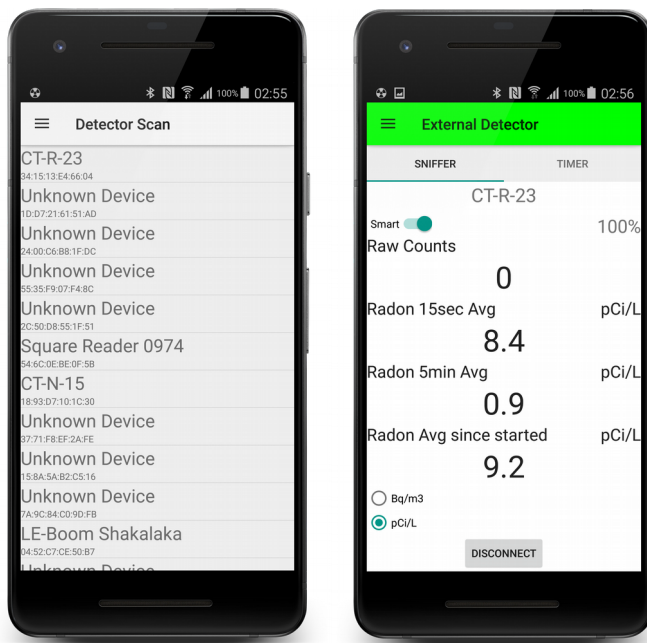 100% 02:55
Detector Scan
CT-R-23
34:15:13:E4:66:04
Unknown Device
1D:D7:21:61:51:AD
Unknown Device
24:00:C6:B8:1F:DC
Unknown Device
55:35:F9:07:F4:8C
Unknown Device
2C:50:D8:55:1F:51
Square Reader 0974
54:6C:0E:BE:0F:5B
CT-N-15
18:93:D7:10:1C:30
Unknown Device
37:71:F8:EF:2A:FE
Unknown Device
15:8A:5A:B2:C5:16
Unknown Device
7A:9C:84:C0:9D:FB
LE-Boom Shakalaka
04:52:C7:CE:50:B7
Unknown Device
100% 02:56
External Detector
SNIFFER TIMER
CT-R-23
Smart 100%
Raw Counts
0
Radon 15sec Avg pCi/L
8.4
Radon 5min Avg pCi/L
0.9
Radon Avg since started pCi/L
9.2
Bq/m3
pCi/L
DISCONNECT